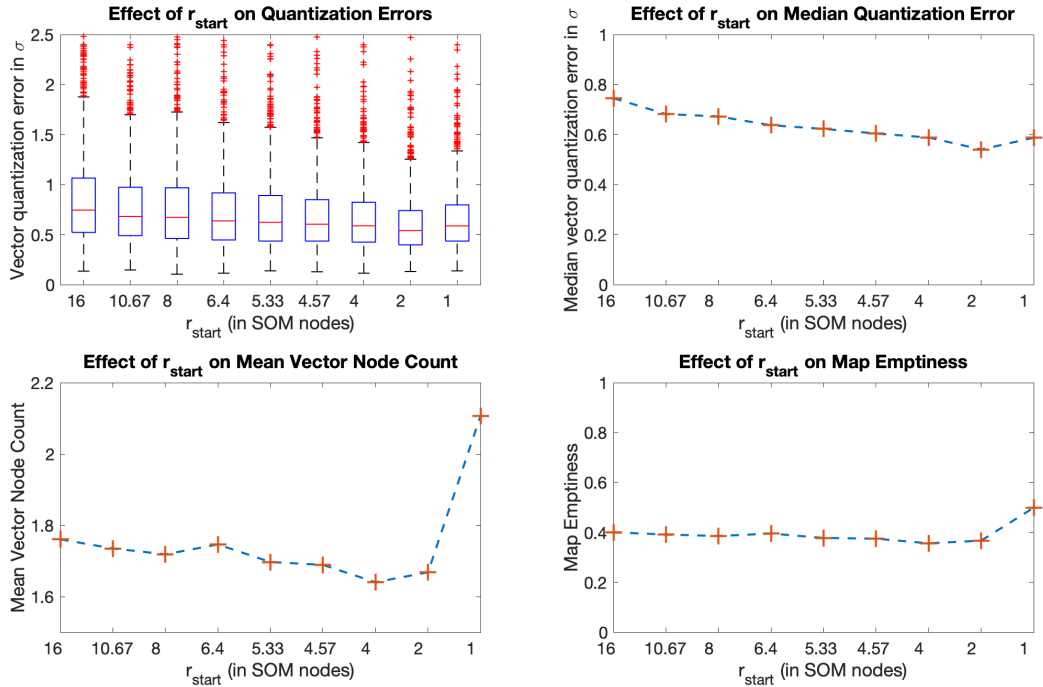 Effect of r_start on Quantization Errors
Vector quantization error in σ
2.5
2
1.5
1
0.5
0
16 10.67 8 6.4 5.33 4.57 4 2 1
r_start (in SOM nodes)
Effect of r_start on Median Quantization Error
Median vector quantization error in σ
1
0.8
0.6
0.4
0.2
0
16 10.67 8 6.4 5.33 4.57 4 2 1
r_start (in SOM nodes)
Effect of r_start on Mean Vector Node Count
Mean Vector Node Count
2.2
2
1.8
1.6
16 10.67 8 6.4 5.33 4.57 4 2 1
r_start (in SOM nodes)
Effect of r_start on Map Emptiness
Map Emptiness
1
0.8
0.6
0.4
0.2
0
16 10.67 8 6.4 5.33 4.57 4 2 1
r_start (in SOM nodes)